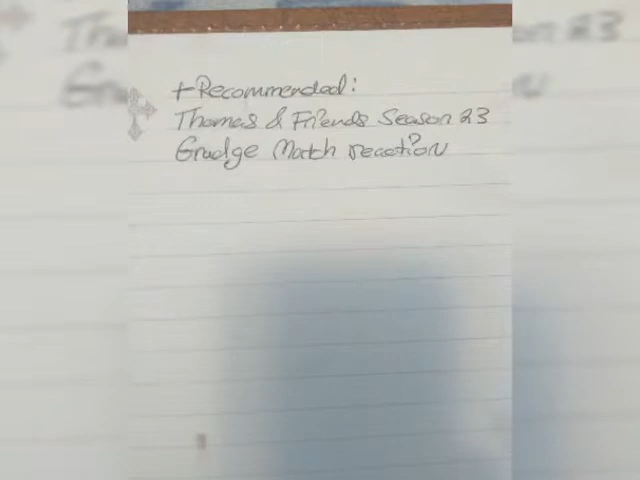 +Recommended:
Thomas & Friends Season 23
Grudge Match reaction